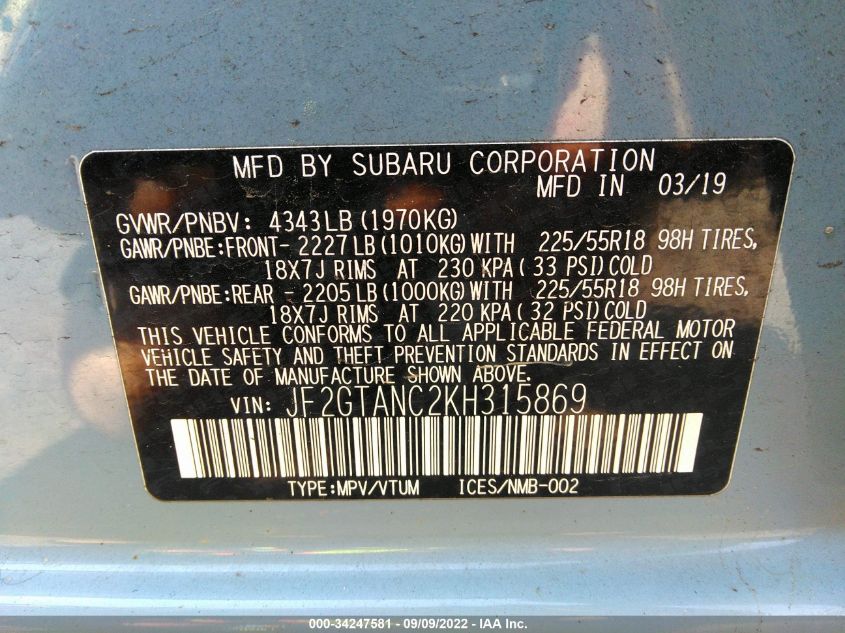 MFD BY SUBARU CORPORATION
MFD IN 03/19
GVWR/PNBV: 4343LB (1970KG)
GAWR/PNBE:FRONT- 2227LB (1010KG) WITH 225/55R18 98H TIRES,
18X7J RIMS AT 230 KPA ( 33 PSI) COLD
GAWR/PNBE:REAR - 2205LB (1000KG) WITH 225/55R18 98H TIRES,
18X7J RIMS AT 220 KPA ( 32 PSI) COLD
THIS VEHICLE CONFORMS TO ALL APPLICABLE FEDERAL MOTOR
VEHICLE SAFETY AND THEFT PREVENTION STANDARDS IN EFFECT ON
THE DATE OF MANUFACTURE SHOWN ABOVE.
VIN: JF2GTANC2KH315869
TYPE:MPV/VTUM ICES/NMB-002
000-34247581 - 09/09/2022 - IAA Inc.